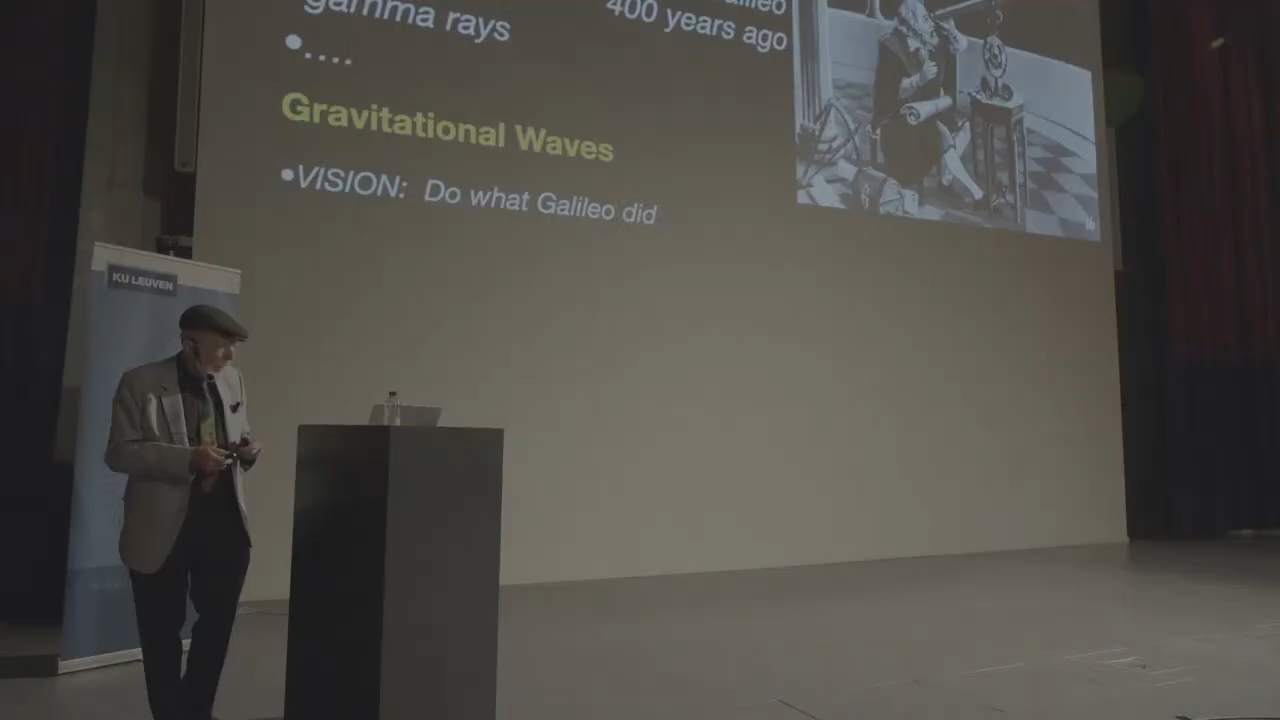 gamma rays
•....
400 years ago
Gravitational Waves
•VISION: Do what Galileo did
KU LEUVEN